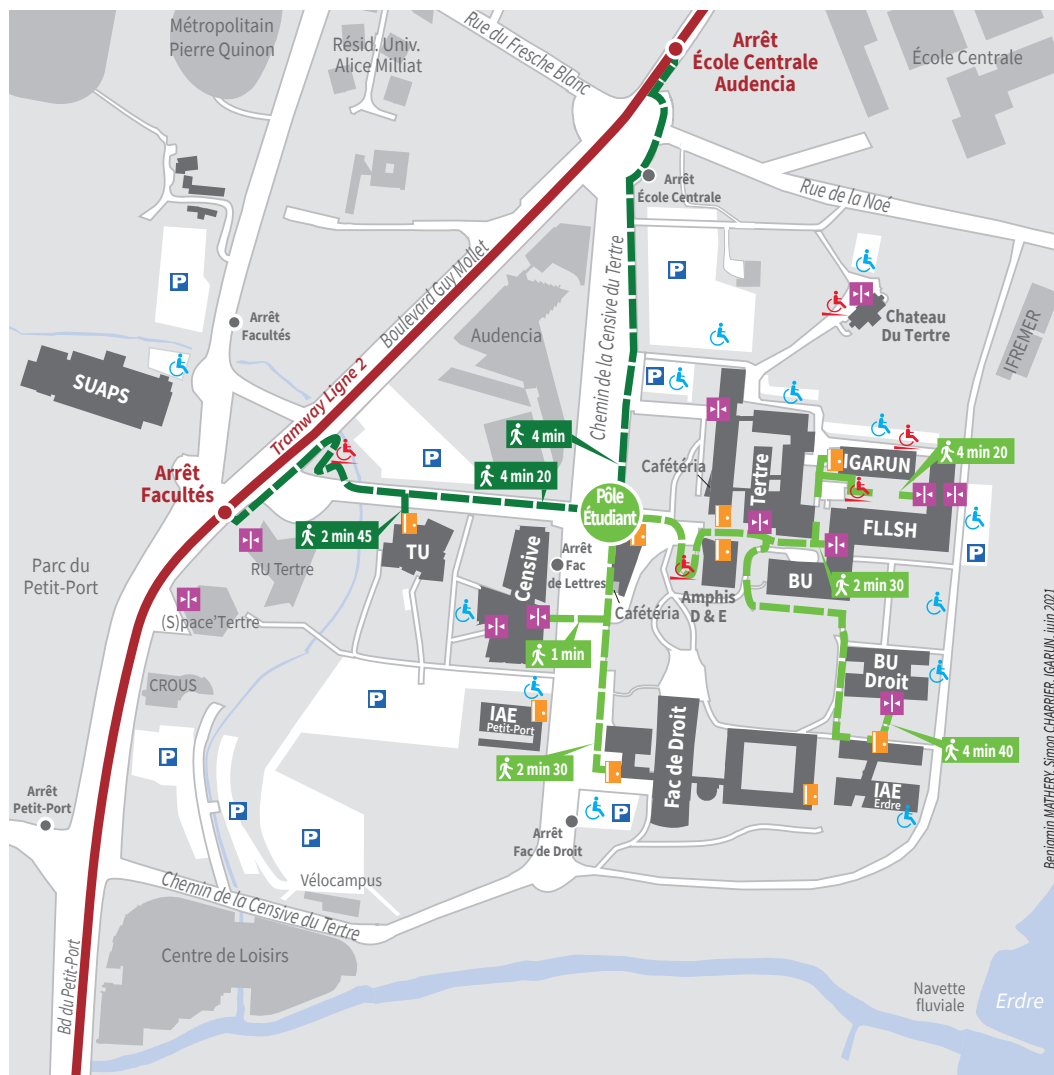 Métropolitain
Pierre Quinon
Résid. Univ.
Alice Milliat
Rue du Fresche Blanc
Arrêt
École Centrale
Audencia
École Centrale
Arrêt
École Centrale
Rue de la Noé
P
P
Arrêt
Facultés
Boulevard Guy Mollet
Chemin de la Censive du Tertre
Audencia
Chateau
Du Tertre
IFREMER
SUAPS
Tramway Ligne 2
P
P
4 min
4 min 20
Cafétéria
Tertre
IGARUN
4 min 20
Arrêt
Facultés
Pôle
Étudiant
FLLSH
P
2 min 45
TU
RU Tertre
Censive
Arrêt
Fac
de Lettres
BU
2 min 30
Parc du
Petit-Port
(S)pace'Tertre
Cafétéria
Amphis
D & E
1 min
BU
Droit
CROUS
P
IAE
Petit-Port
Fac de Droit
2 min 30
4 min 40
P
IAE
Erdre
Arrêt
Petit-Port
P
P
P
Arrêt
Fac de Droit
Vélocampus
Chemin de la Censive du Tertre
Centre de Loisirs
Bd du Petit-Port
Navette
fluviale
Erdre
Benjamin MATHERY, Simon CHARRIER, IGARUN, juin 2021